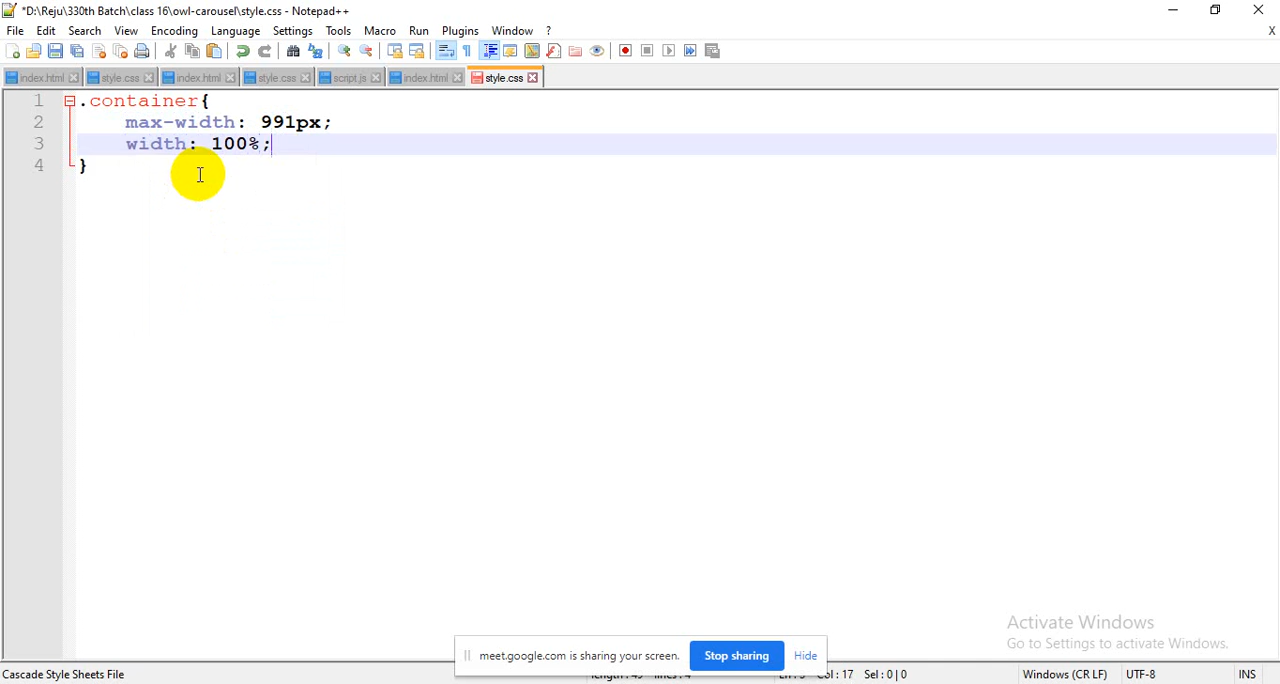 *D:\Reju\330th Batch\class 16\owl-carousel\style.css - Notepad++
File Edit Search View Encoding Language Settings Tools Macro Run Plugins Window ? X
index.html style.css index.html style.css script.js index.html style.css
1 .container{
2 max-width: 991px;
3 width: 100%;
4 }
Activate Windows
Go to Settings to activate Windows.
meet.google.com is sharing your screen. Stop sharing Hide
Cascade Style Sheets File Col : 17 Sel : 0 | 0 Windows (CR LF) UTF-8 INS